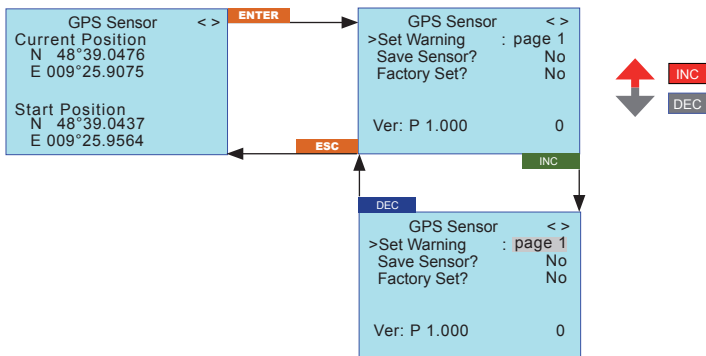 GPS Sensor < >
Current Position
N 48°39.0476
E 009°25.9075
Start Position
N 48°39.0437
E 009°25.9564
ENTER
ESC
GPS Sensor < >
>Set Warning : page 1
Save Sensor? No
Factory Set? No
Ver: P 1.000 0
INC
DEC
INC
DEC
GPS Sensor < >
>Set Warning : page 1
Save Sensor? No
Factory Set? No
Ver: P 1.000 0